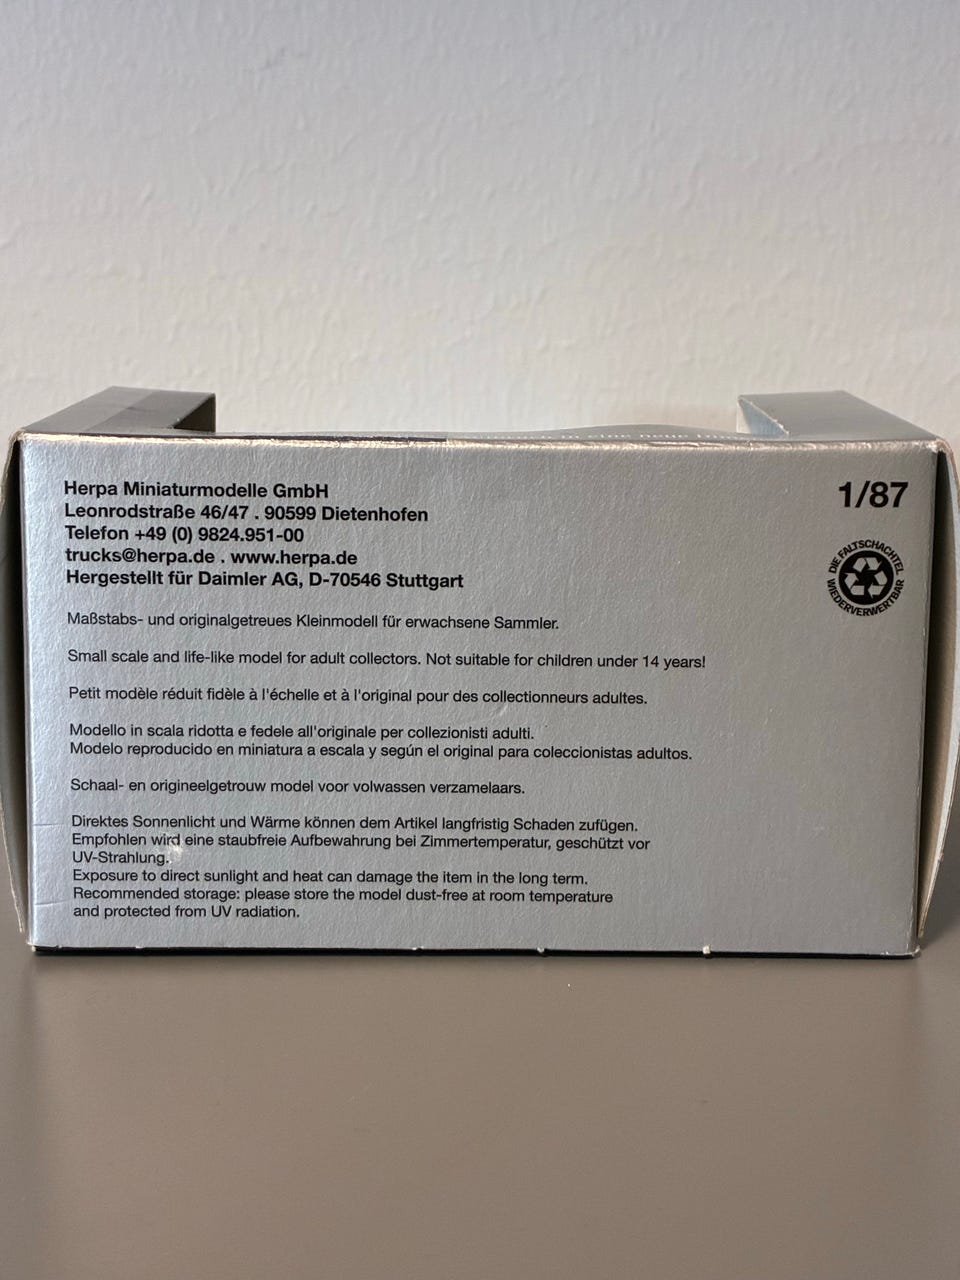 Herpa Miniaturmodelle GmbH
Leonrodstraße 46/47 . 90599 Dietenhofen
Telefon +49 (0) 9824.951-00
trucks@herpa.de . www.herpa.de
Hergestellt für Daimler AG, D-70546 Stuttgart
1/87
DIE FALTSCHACHTEL
WIEDERVERWERTBAR
Maßstabs- und originalgetreues Kleinmodell für erwachsene Sammler.
Small scale and life-like model for adult collectors. Not suitable for children under 14 years!
Petit modèle réduit fidèle à l'échelle et à l'original pour des collectionneurs adultes.
Modello in scala ridotta e fedele all'originale per collezionisti adulti.
Modelo reproducido en miniatura a escala y según el original para coleccionistas adultos.
Schaal- en origineelgetrouw model voor volwassen verzamelaars.
Direktes Sonnenlicht und Wärme können dem Artikel langfristig Schaden zufügen.
Empfohlen wird eine staubfreie Aufbewahrung bei Zimmertemperatur, geschützt vor
UV-Strahlung.
Exposure to direct sunlight and heat can damage the item in the long term.
Recommended storage: please store the model dust-free at room temperature
and protected from UV radiation.